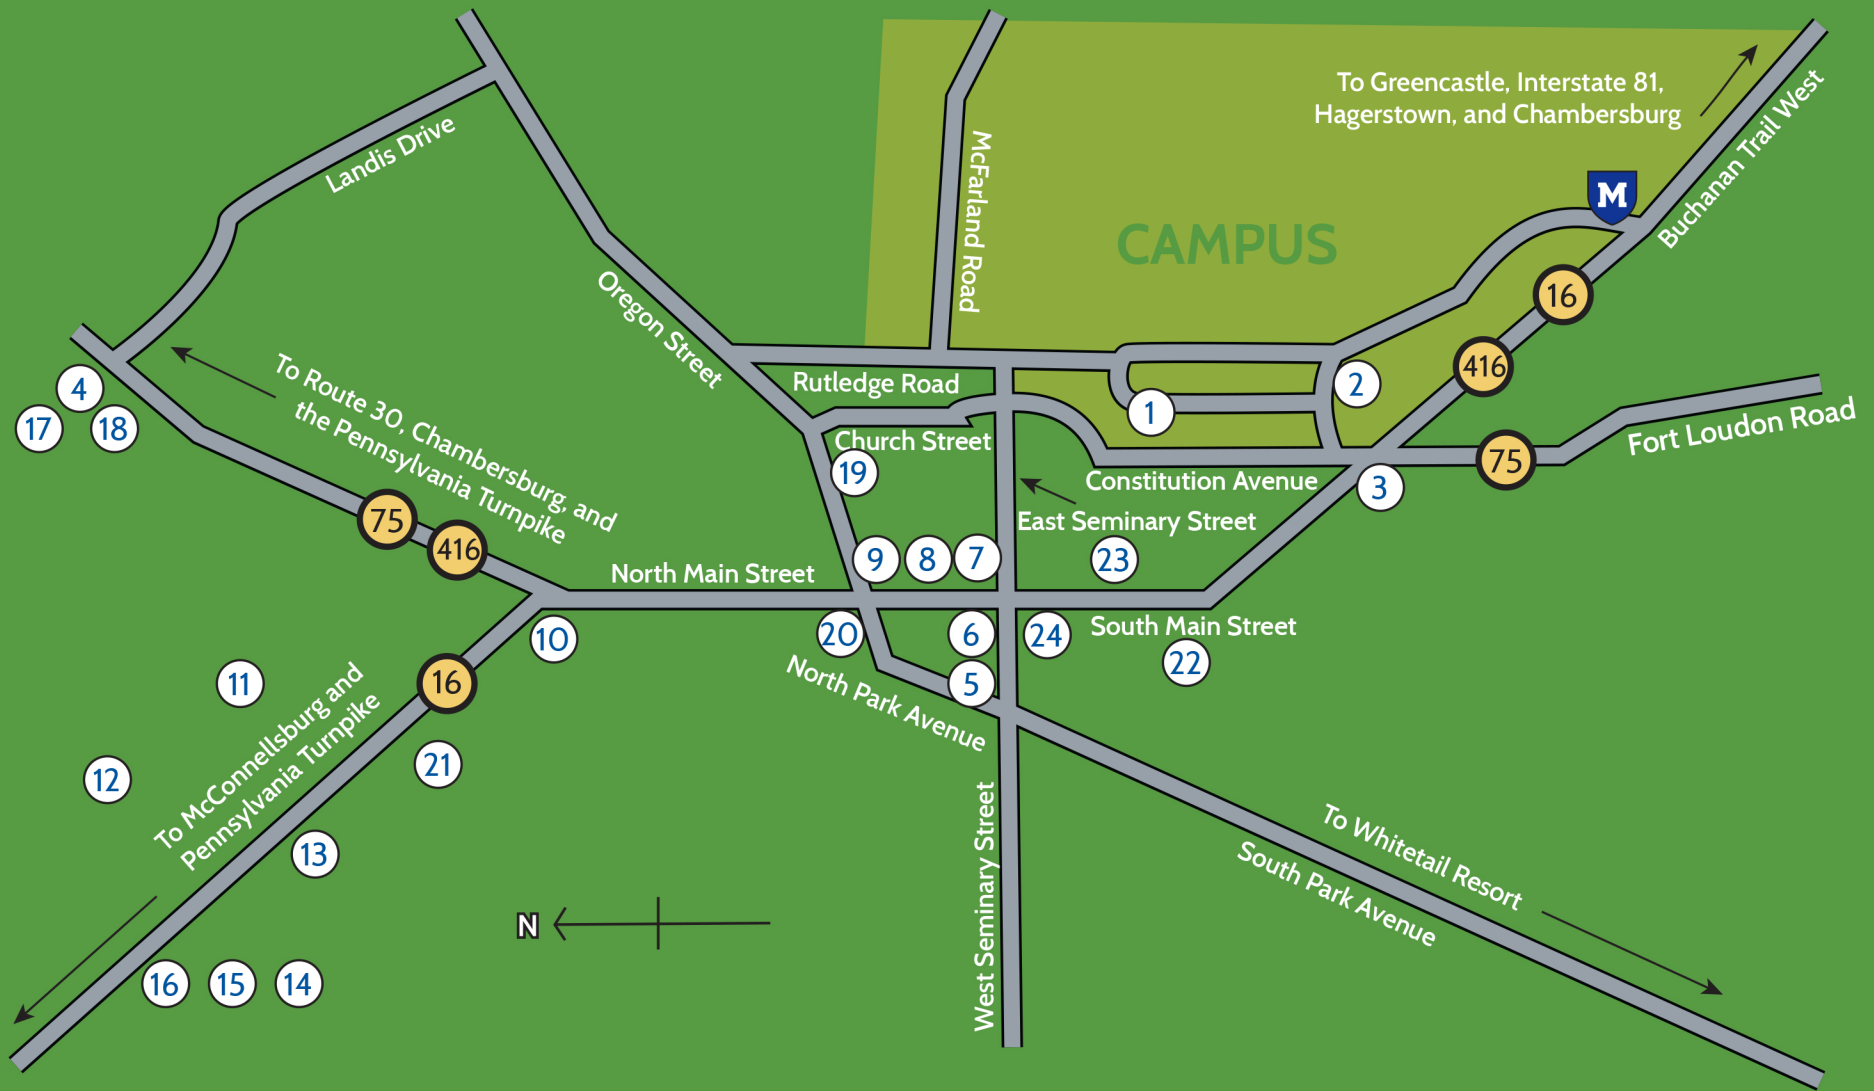 To Greencastle, Interstate 81,
Hagerstown, and Chambersburg
Buchanan Trail West
M
CAMPUS
McFarland Road
Landis Drive
Oregon Street
16
416
2
1
Rutledge Road
Church Street
19
Fort Loudon Road
75
3
Constitution Avenue
East Seminary Street
23
4
17
18
To Route 30, Chambersburg, and
the Pennsylvania Turnpike
75
416
North Main Street
9
8
7
10
20
6
24
South Main Street
22
5
North Park Avenue
16
11
12
21
13
To McConnellsburg and
Pennsylvania Turnpike
16
15
14
N
West Seminary Street
To Whitetail Resort
South Park Avenue